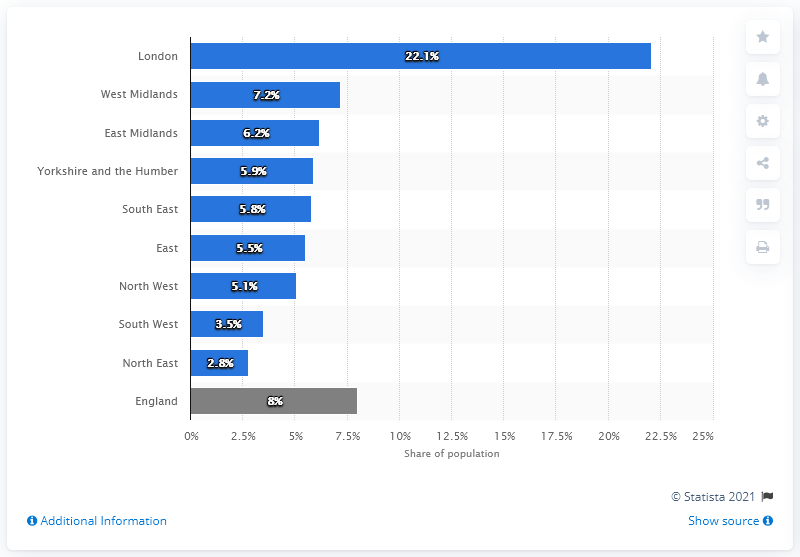 London 22.1%
West Midlands 7.2%
East Midlands 6.2%
Yorkshire and the Humber 5.9%
South East 5.8%
East 5.5%
North West 5.1%
South West 3.5%
North East 2.8%
England 8%
0% 2.5% 5% 7.5% 10% 12.5% 15% 17.5% 20% 22.5% 25%
Share of population
© Statista 2021
Additional Information Show source